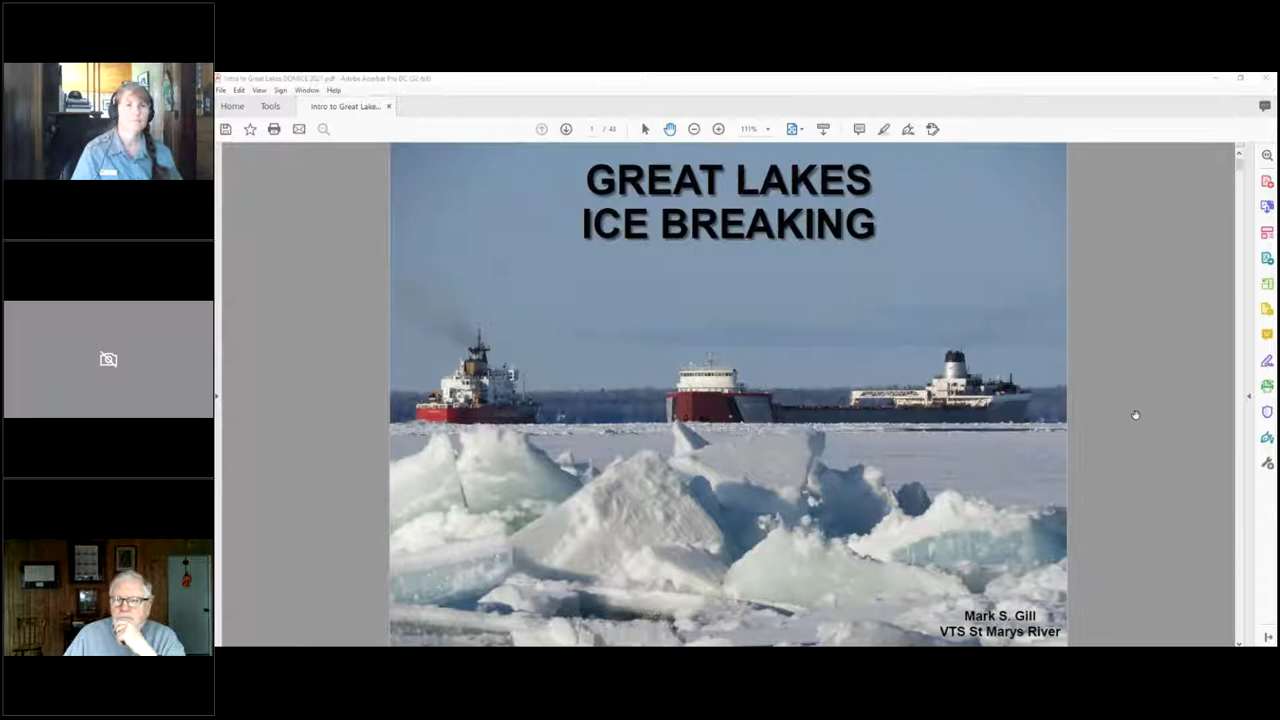 Intro to Great Lakes DOMICE 2021.pdf - Adobe Acrobat Pro DC (32-bit)
File Edit View Sign Window Help
Home Tools Intro to Great Lake... ×
1 / 43 111%
GREAT LAKES
ICE BREAKING
Mark S. Gill
VTS St Marys River